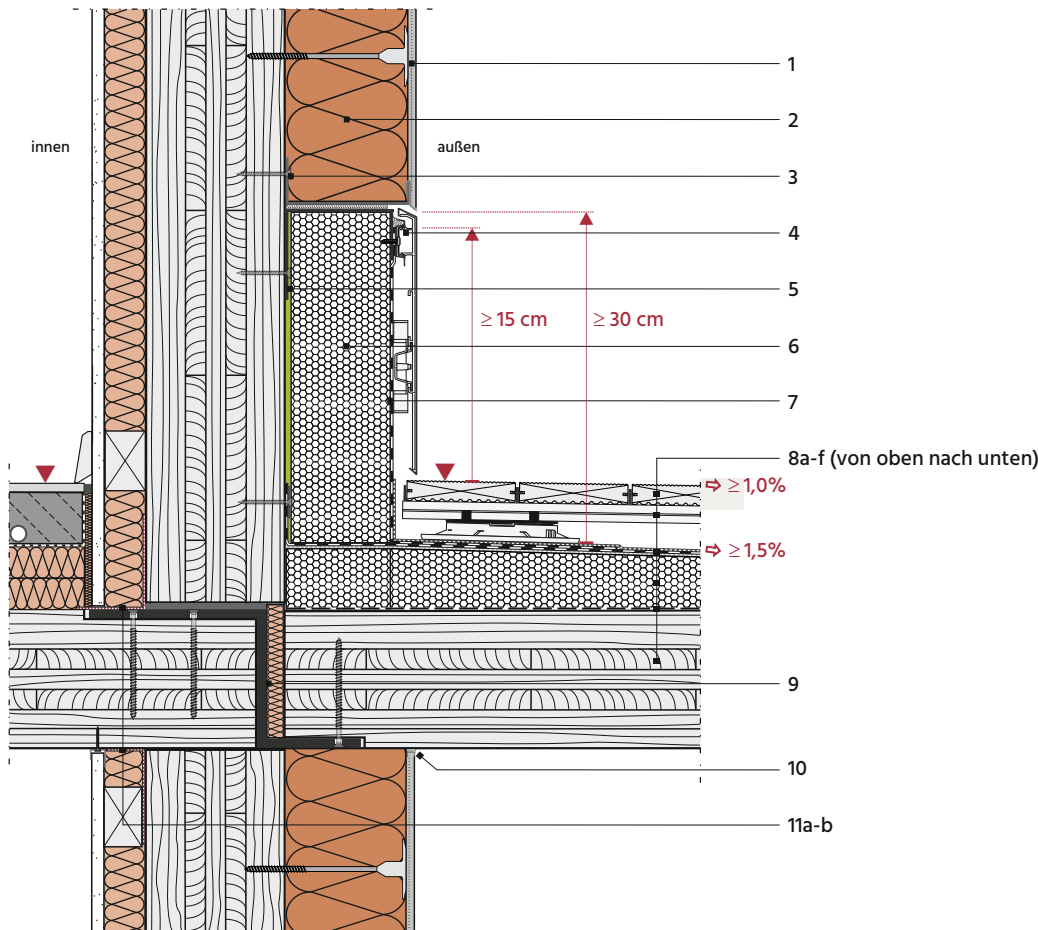 1
2
innen
außen
3
4
5
≥ 15 cm
≥ 30 cm
6
7
8a-f (von oben nach unten)
⇨ ≥ 1,0%
⇨ ≥ 1,5%
9
10
11a-b